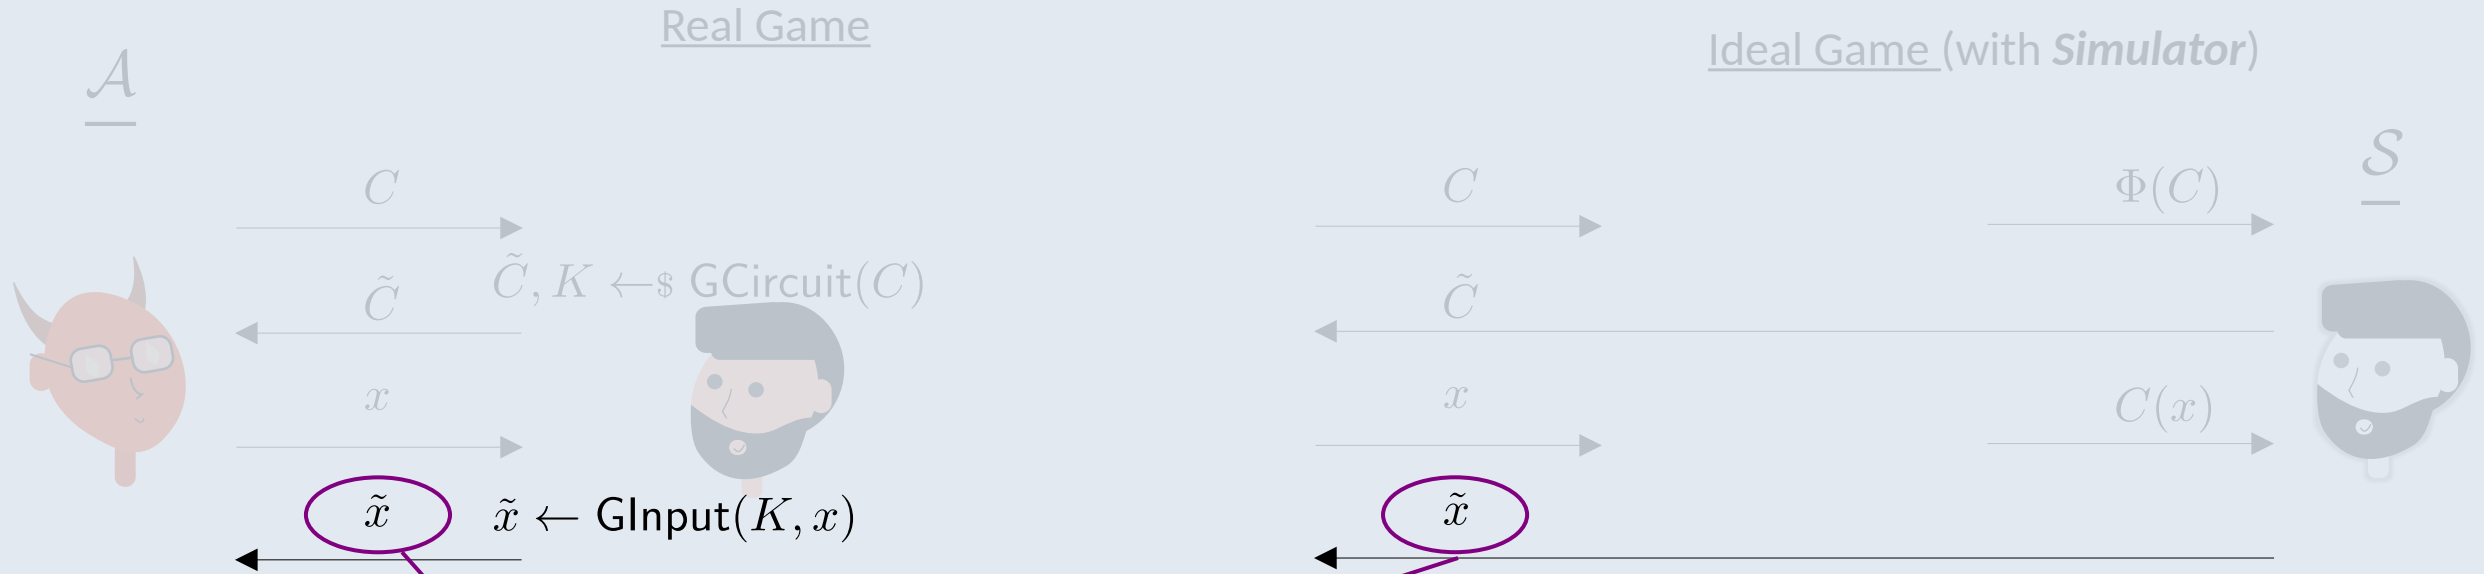 Real Game
Ideal Game (with Simulator)
𝒜
𝒮
C
C̃, K ←$ GCircuit(C)
C̃
x
x̃
x̃ ← GInput(K, x)
C
Φ(C)
C̃
x
C(x)
x̃